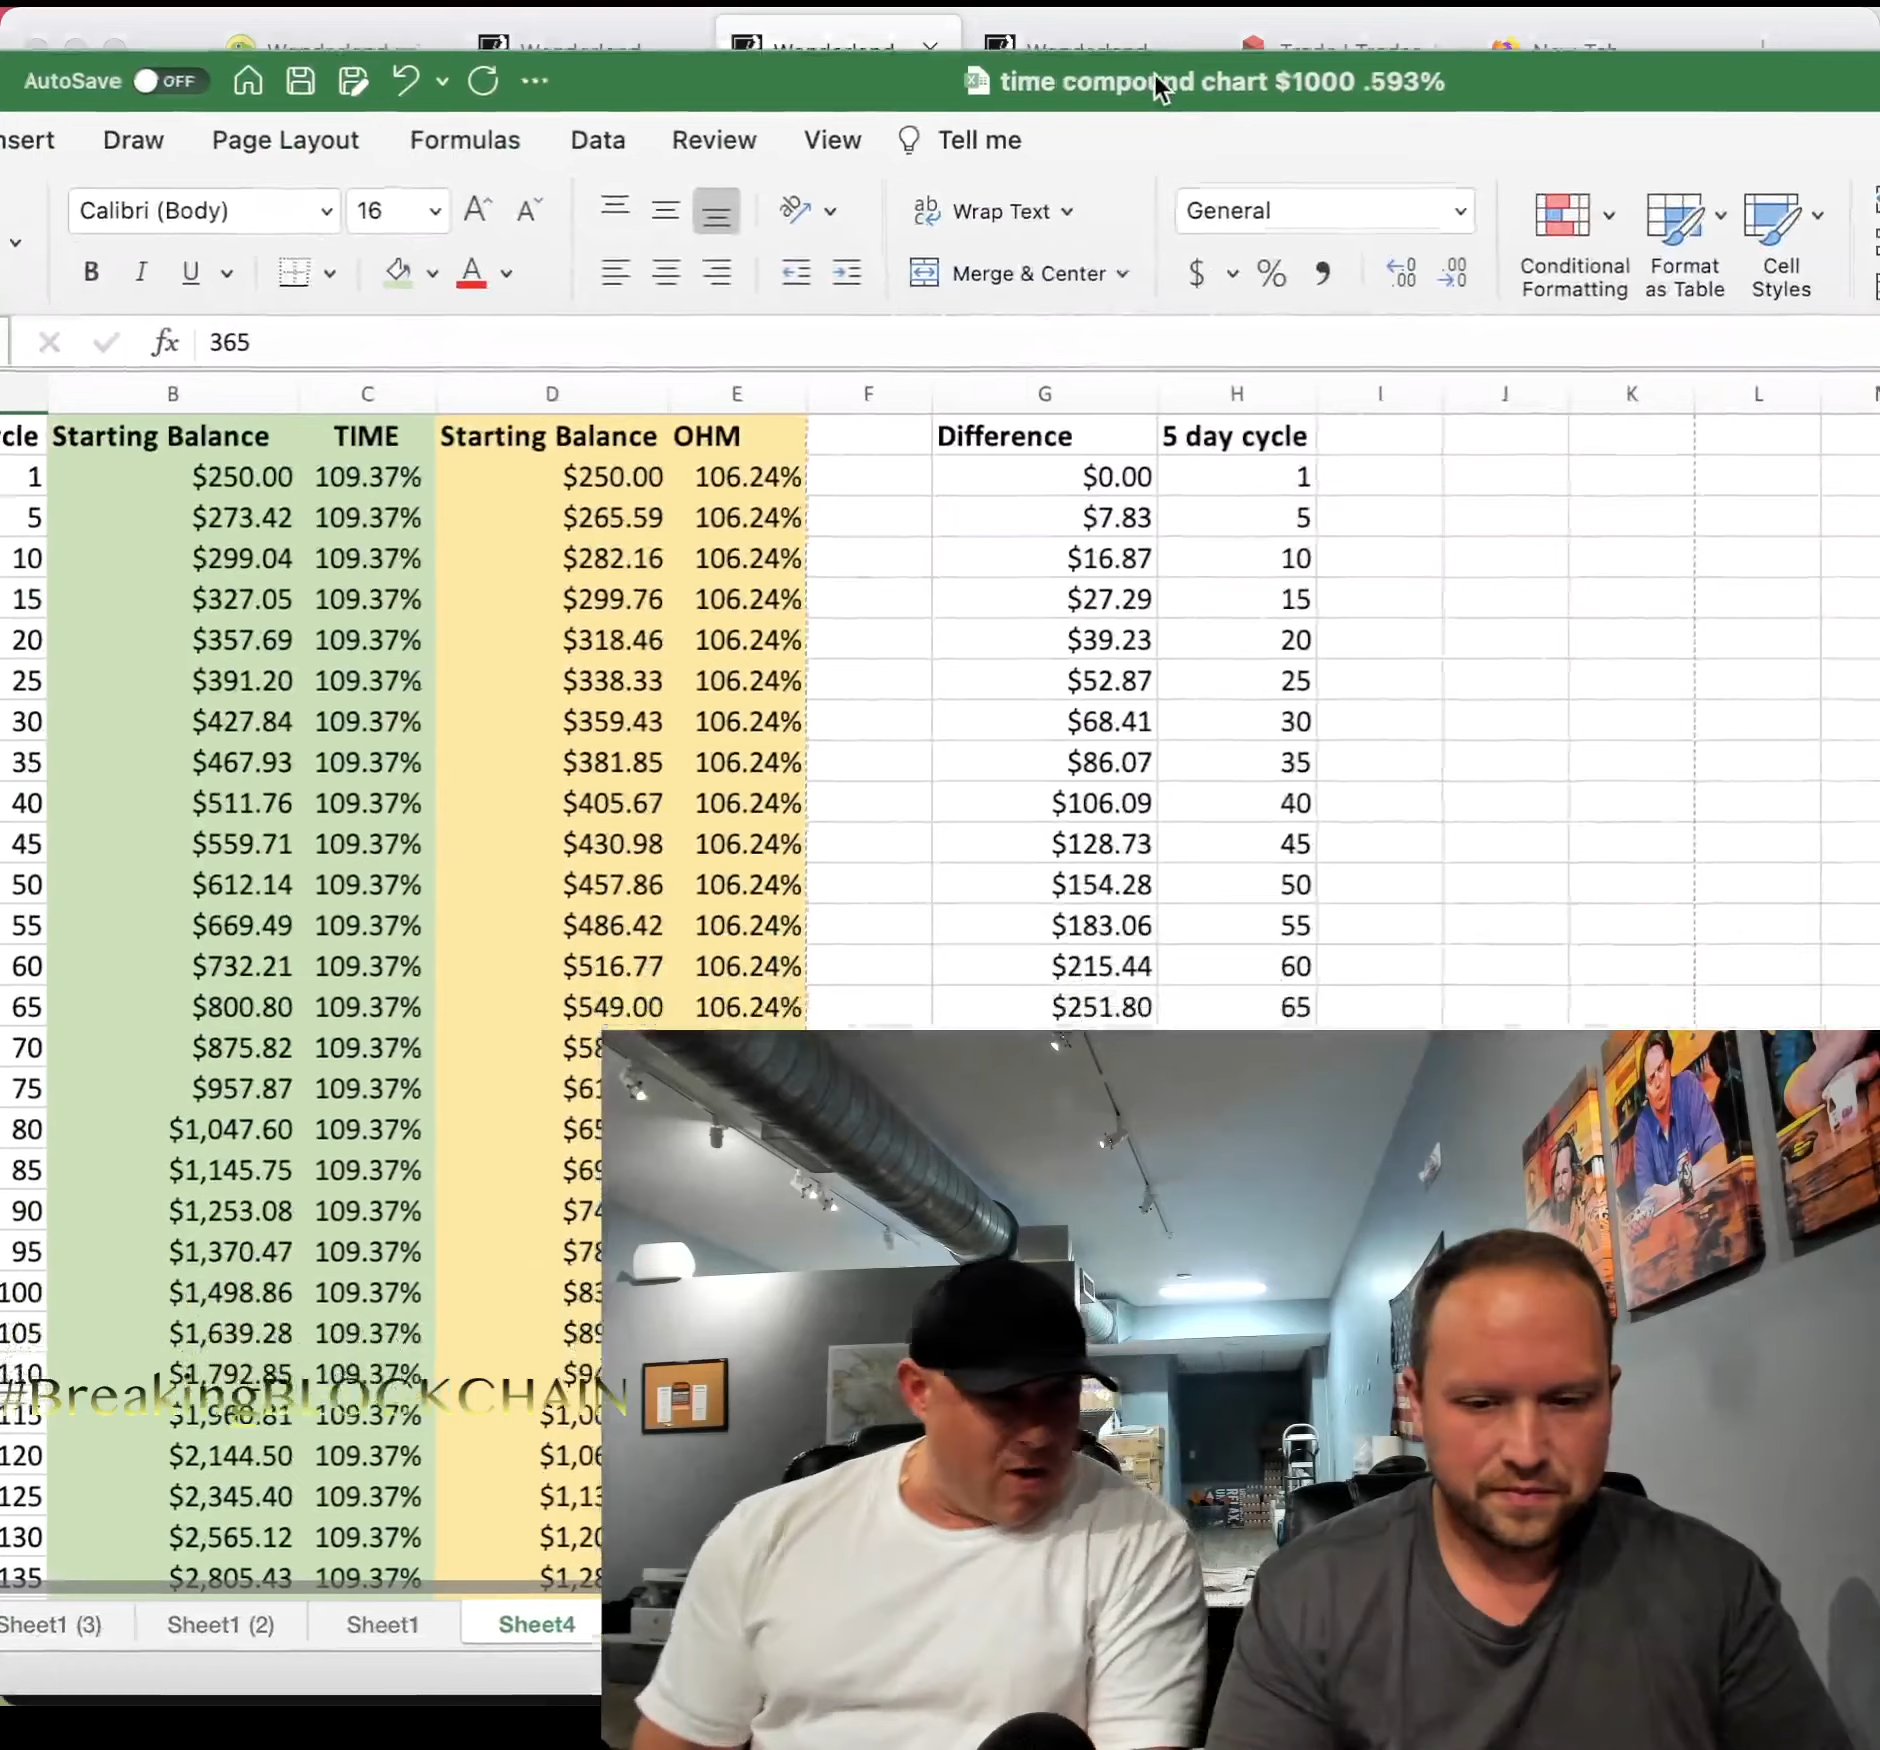 AutoSave OFF time compound chart $1000 .593%
Draw Page Layout Formulas Data Review View Tell me
Calibri (Body) 16 Wrap Text General
B I U A Merge & Center $ % Conditional Formatting Format as Table Cell Styles
fx 365
B C D E F G H I J K L
Starting Balance TIME Starting Balance OHM Difference 5 day cycle
1 $250.00 109.37% $250.00 106.24% $0.00 1
5 $273.42 109.37% $265.59 106.24% $7.83 5
10 $299.04 109.37% $282.16 106.24% $16.87 10
15 $327.05 109.37% $299.76 106.24% $27.29 15
20 $357.69 109.37% $318.46 106.24% $39.23 20
25 $391.20 109.37% $338.33 106.24% $52.87 25
30 $427.84 109.37% $359.43 106.24% $68.41 30
35 $467.93 109.37% $381.85 106.24% $86.07 35
40 $511.76 109.37% $405.67 106.24% $106.09 40
45 $559.71 109.37% $430.98 106.24% $128.73 45
50 $612.14 109.37% $457.86 106.24% $154.28 50
55 $669.49 109.37% $486.42 106.24% $183.06 55
60 $732.21 109.37% $516.77 106.24% $215.44 60
65 $800.80 109.37% $549.00 106.24% $251.80 65
70 $875.82 109.37%
75 $957.87 109.37%
80 $1,047.60 109.37%
85 $1,145.75 109.37%
90 $1,253.08 109.37%
95 $1,370.47 109.37%
100 $1,498.86 109.37%
105 $1,639.28 109.37%
110 $1,792.85 109.37%
#BreakingBLOCKCHAIN
115 109.37%
120 $2,144.50 109.37%
125 $2,345.40 109.37%
130 $2,565.12 109.37%
135 $2,805.43 109.37%
Sheet1 (3) Sheet1 (2) Sheet1 Sheet4